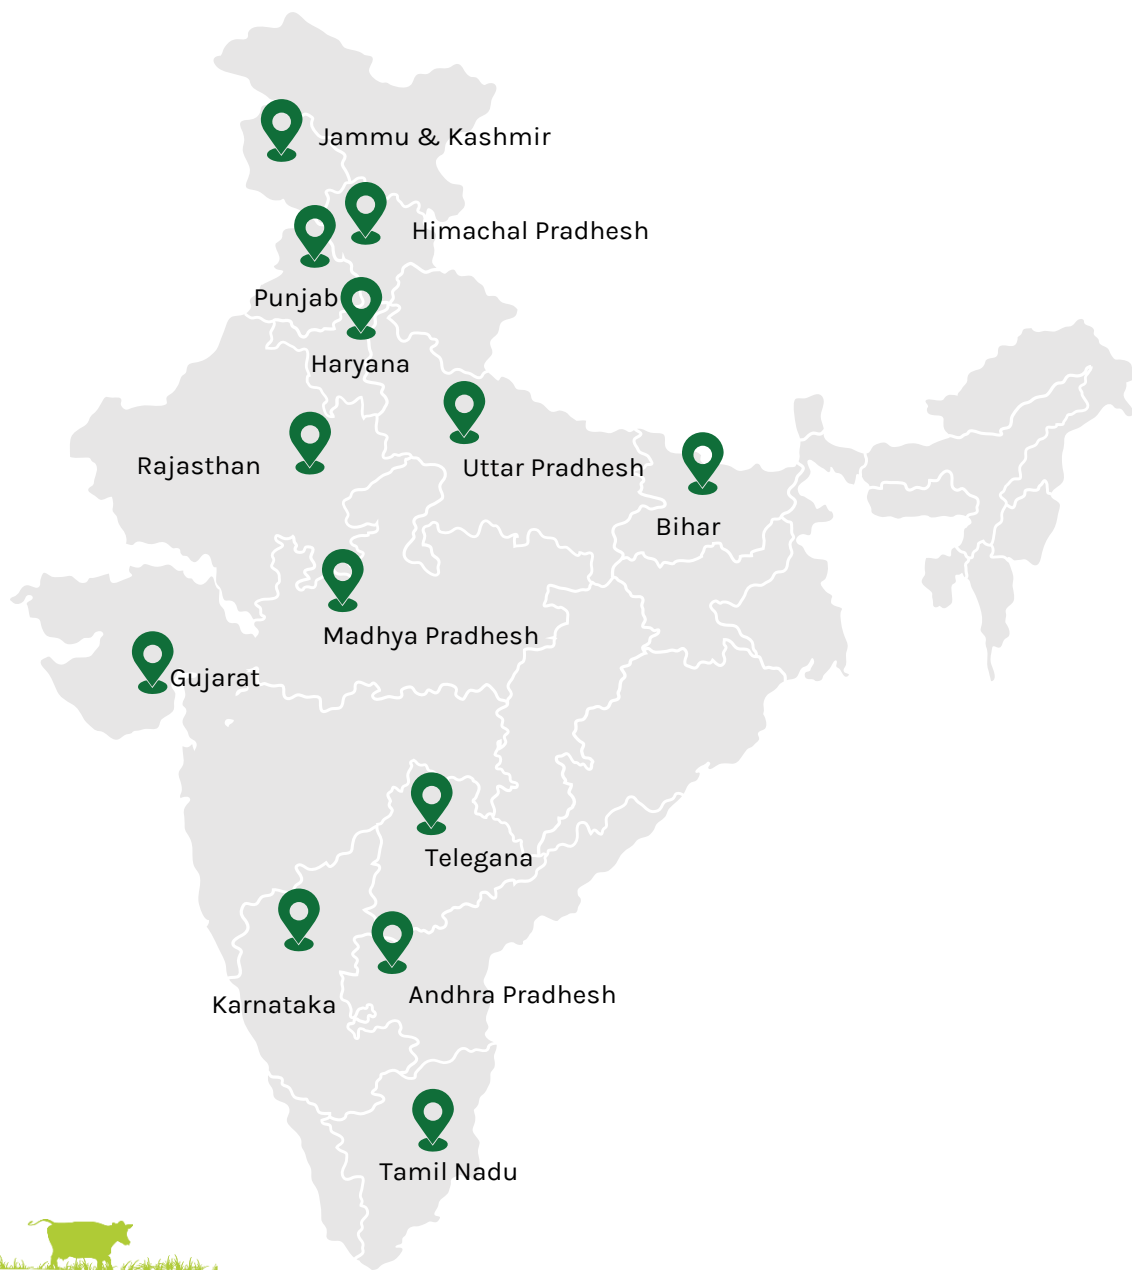 Jammu & Kashmir
Himachal Pradhesh
Punjab
Haryana
Rajasthan
Uttar Pradhesh
Bihar
Madhya Pradhesh
Gujarat
Telegana
Karnataka
Andhra Pradhesh
Tamil Nadu